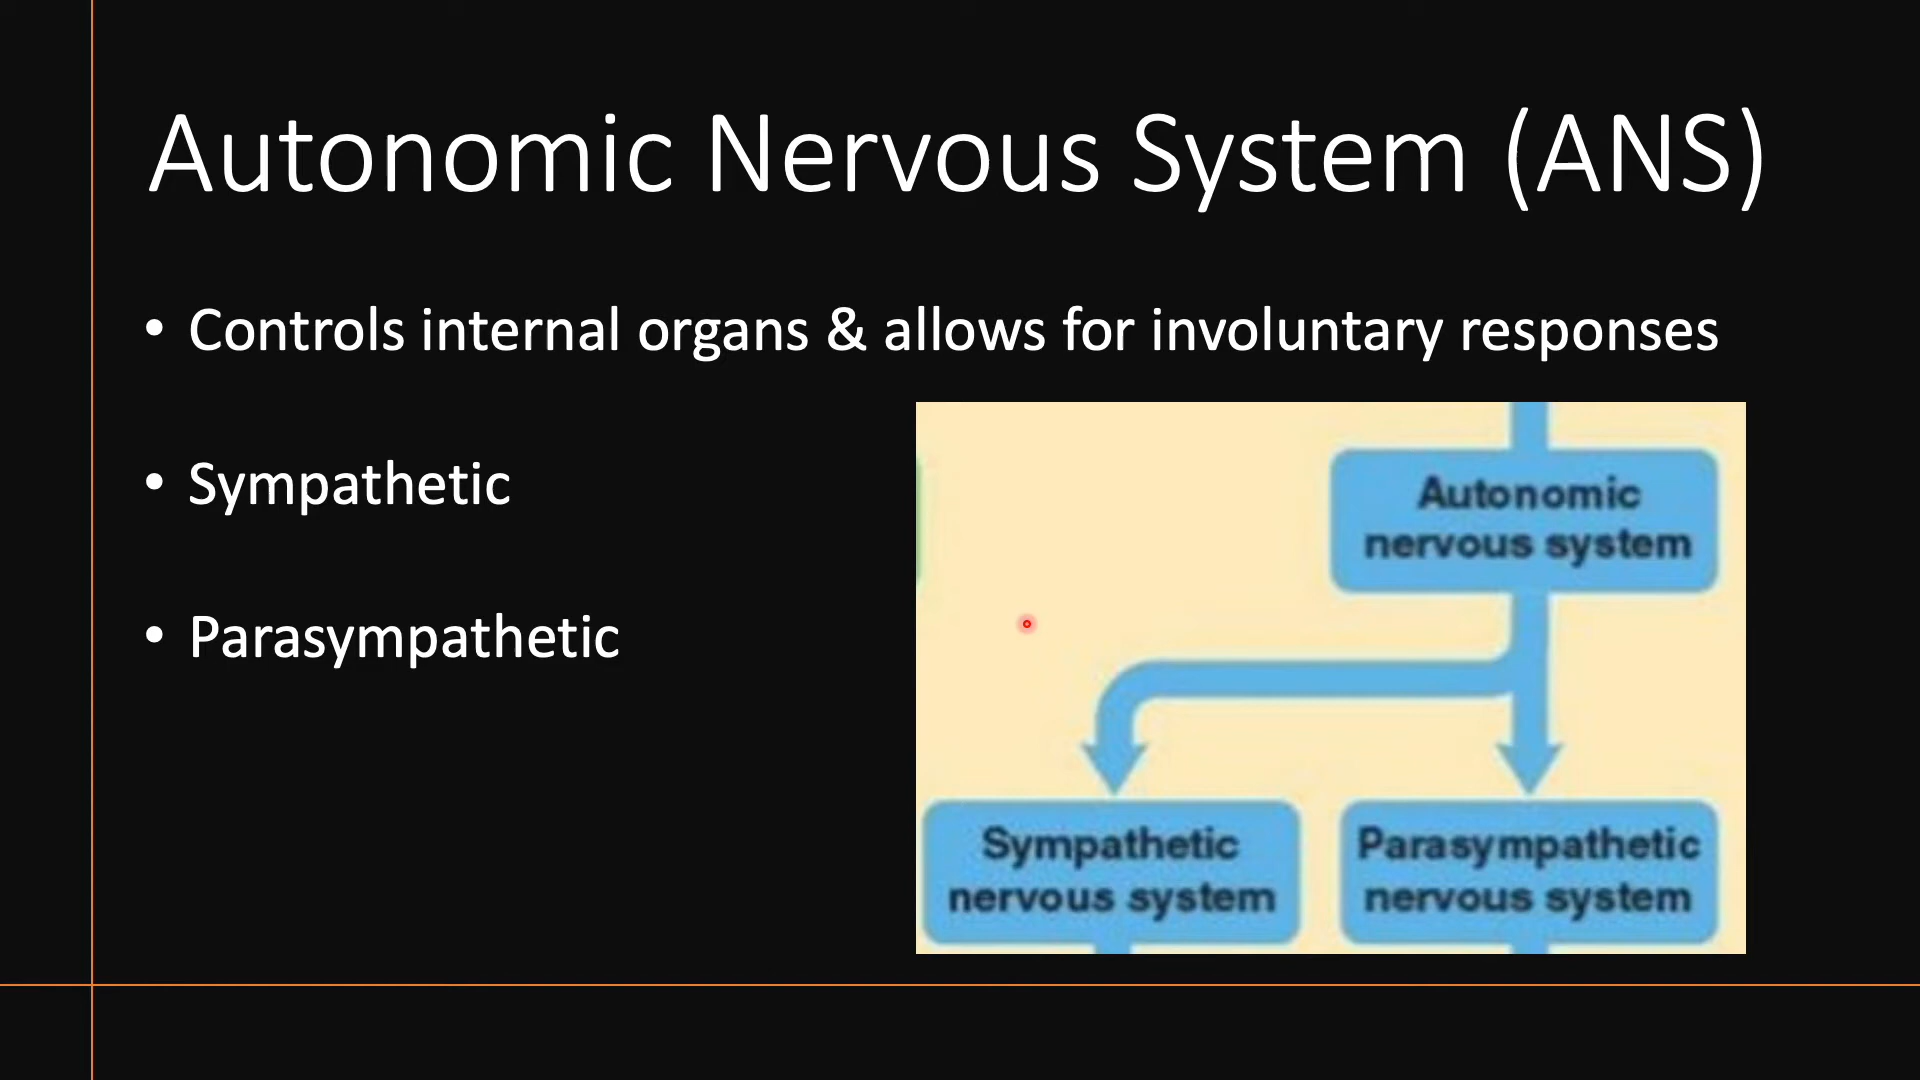 Autonomic Nervous System (ANS)
• Controls internal organs & allows for involuntary responses
• Sympathetic
• Parasympathetic
Autonomic
nervous system
Sympathetic
nervous system
Parasympathetic
nervous system